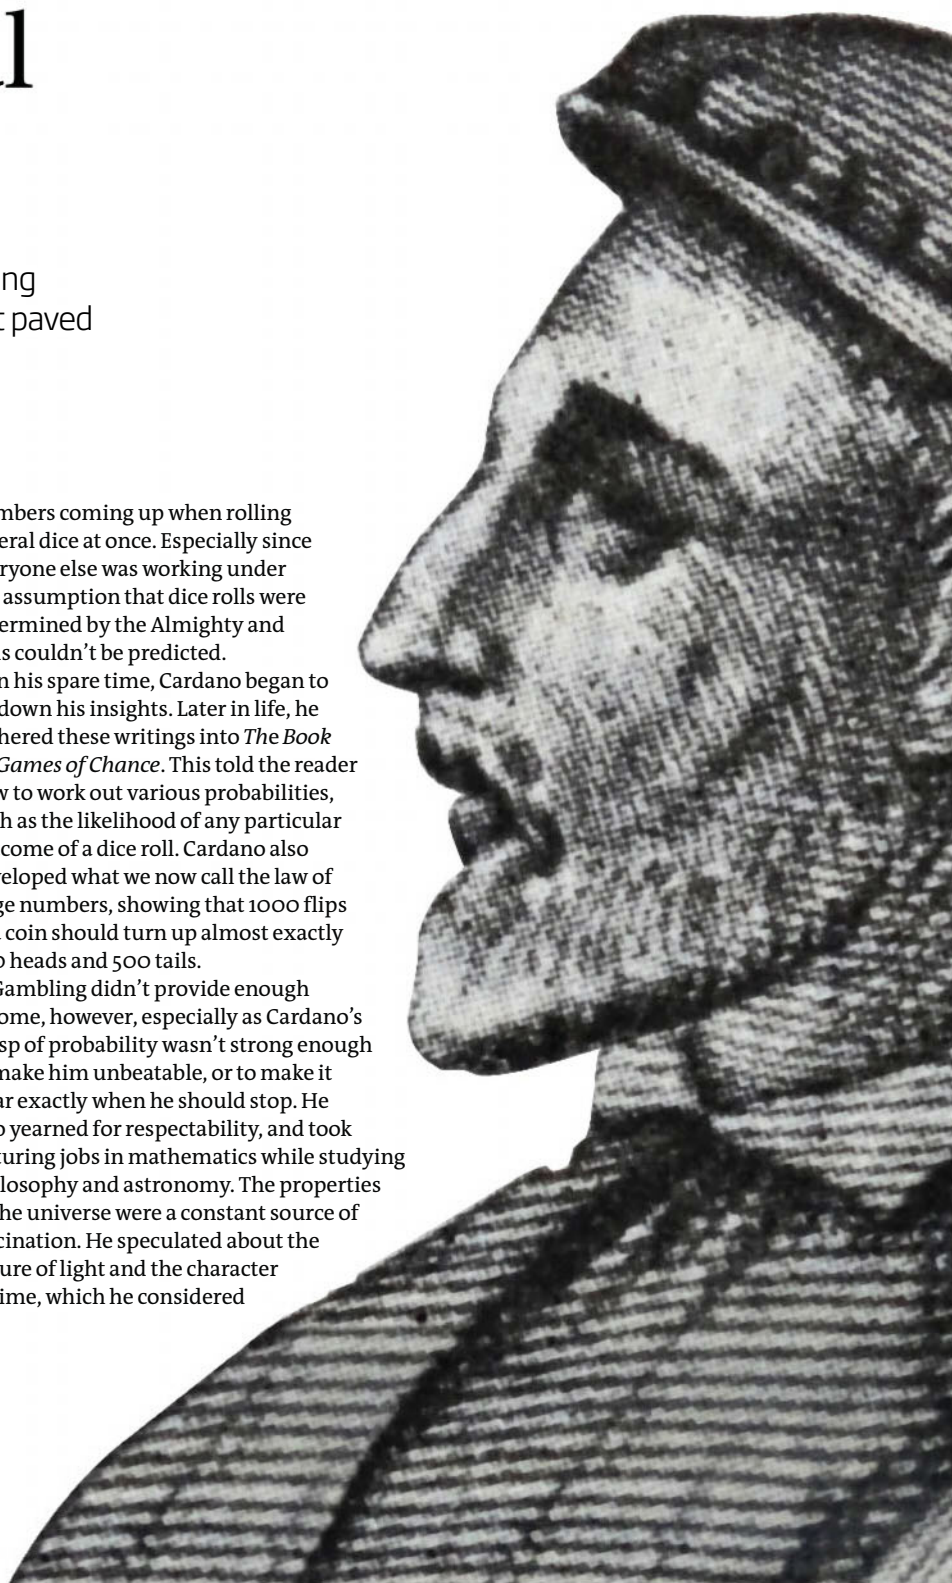 al
ng
t paved
mbers coming up when rolling
eral dice at once. Especially since
ryone else was working under
assumption that dice rolls were
ermined by the Almighty and
s couldn’t be predicted.
n his spare time, Cardano began to
down his insights. Later in life, he
hered these writings into The Book
Games of Chance. This told the reader
w to work out various probabilities,
h as the likelihood of any particular
come of a dice roll. Cardano also
veloped what we now call the law of
ge numbers, showing that 1000 flips
coin should turn up almost exactly
0 heads and 500 tails.
Gambling didn’t provide enough
ome, however, especially as Cardano’s
sp of probability wasn’t strong enough
make him unbeatable, or to make it
ar exactly when he should stop. He
o yearned for respectability, and took
turing jobs in mathematics while studying
losophy and astronomy. The properties
he universe were a constant source of
cination. He speculated about the
ure of light and the character
ime, which he considered